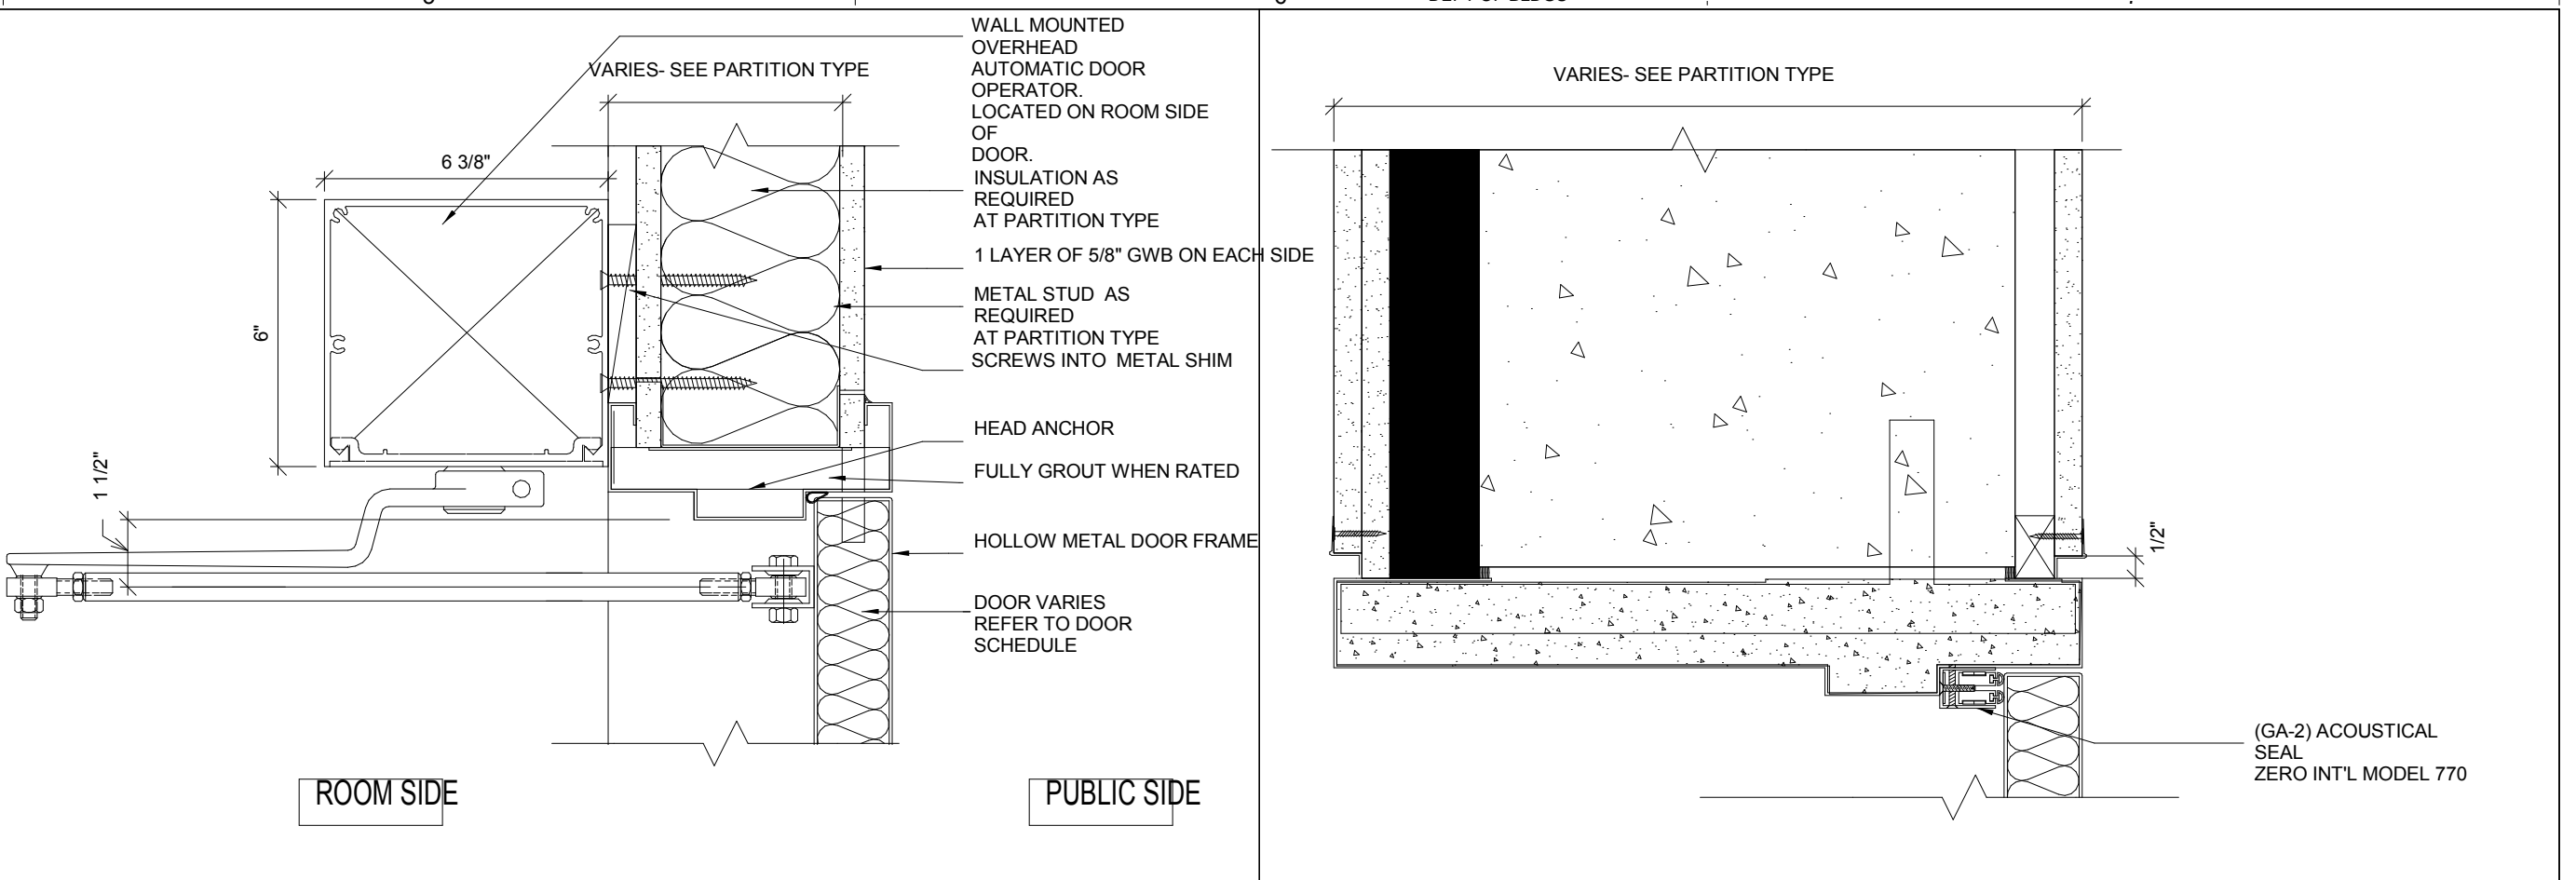 WALL MOUNTED
OVERHEAD
AUTOMATIC DOOR
OPERATOR.
LOCATED ON ROOM SIDE
OF
DOOR.
VARIES- SEE PARTITION TYPE
6 3/8"
6"
1 1/2"
INSULATION AS
REQUIRED
AT PARTITION TYPE
1 LAYER OF 5/8" GWB ON EACH SIDE
METAL STUD  AS
REQUIRED
AT PARTITION TYPE
SCREWS INTO  METAL SHIM
HEAD ANCHOR
FULLY GROUT WHEN RATED
HOLLOW METAL DOOR FRAME
DOOR VARIES
REFER TO DOOR
SCHEDULE
ROOM SIDE
PUBLIC SIDE
VARIES- SEE PARTITION TYPE
1/2"
(GA-2) ACOUSTICAL
SEAL
ZERO INT'L MODEL 770